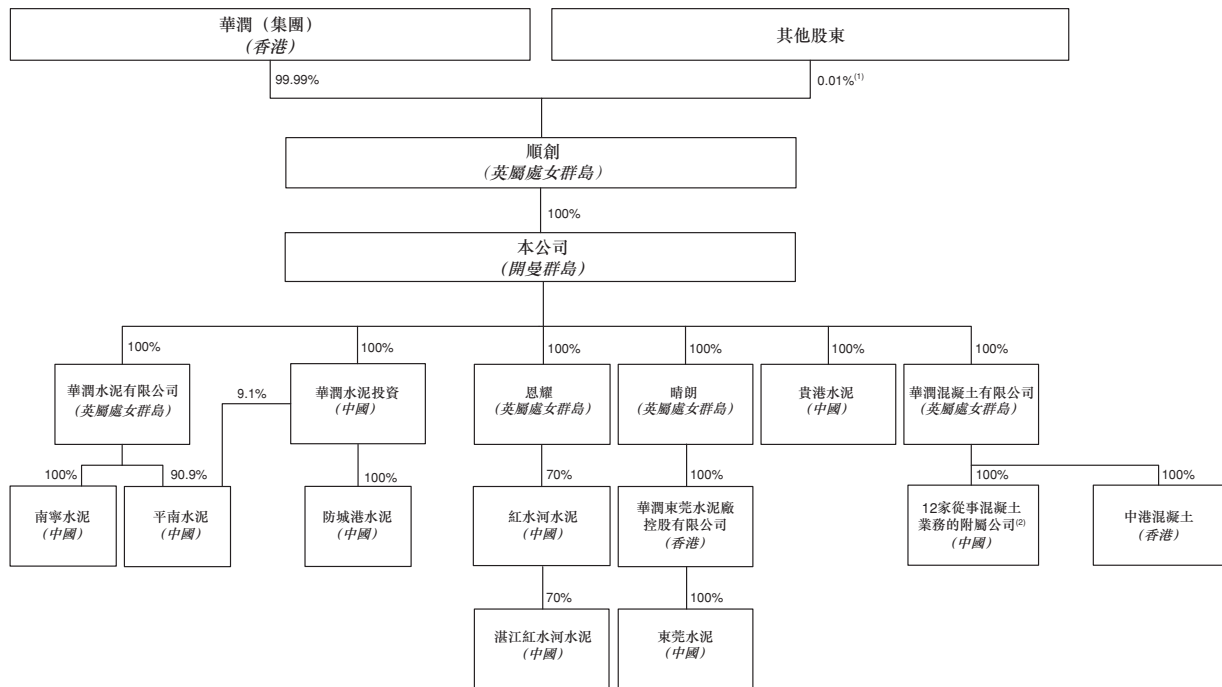 華潤（集團）
（香港）
其他股東
99.99%
0.01%(1)
順創
（英屬處女群島）
100%
本公司
（開曼群島）
100%
100%
100%
100%
100%
100%
華潤水泥有限公司
（英屬處女群島）
9.1%
華潤水泥投資
（中國）
恩耀
（英屬處女群島）
晴朗
（英屬處女群島）
貴港水泥
（中國）
華潤混凝土有限公司
（英屬處女群島）
100%
90.9%
100%
70%
100%
100%
100%
南寧水泥
（中國）
平南水泥
（中國）
防城港水泥
（中國）
紅水河水泥
（中國）
華潤東莞水泥廠
控股有限公司
（香港）
12家從事混凝土
業務的附屬公司(2)
（中國）
中港混凝土
（香港）
70%
100%
湛江紅水河水泥
（中國）
東莞水泥
（中國）